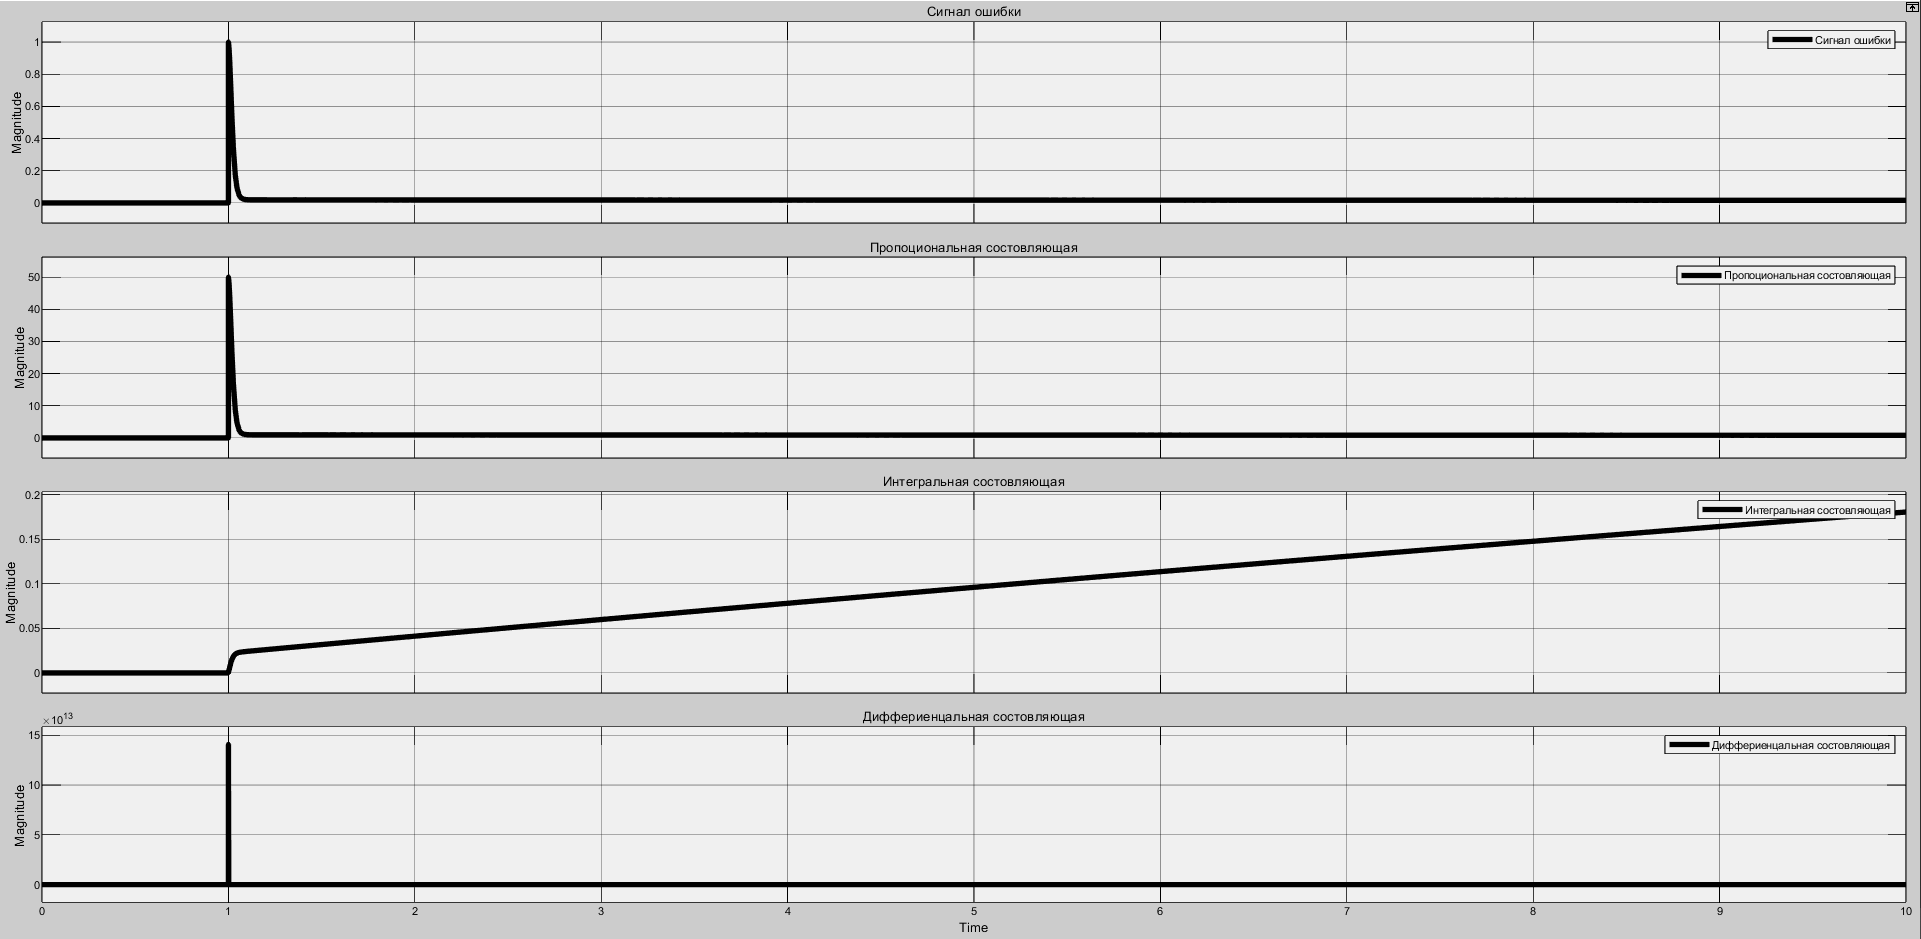 Сигнал ошибки
Сигнал ошибки
1
0.8
0.6
0.4
0.2
0
Magnitude
Пропоциональная состовляющая
Пропоциональная состовляющая
50
40
30
20
10
0
Magnitude
Интегральная состовляющая
Интегральная состовляющая
0.2
0.15
0.1
0.05
0
Magnitude
Диффериенцальная состовляющая
×10^13
Диффериенцальная состовляющая
15
10
5
0
Magnitude
0 1 2 3 4 5 6 7 8 9 10
Time